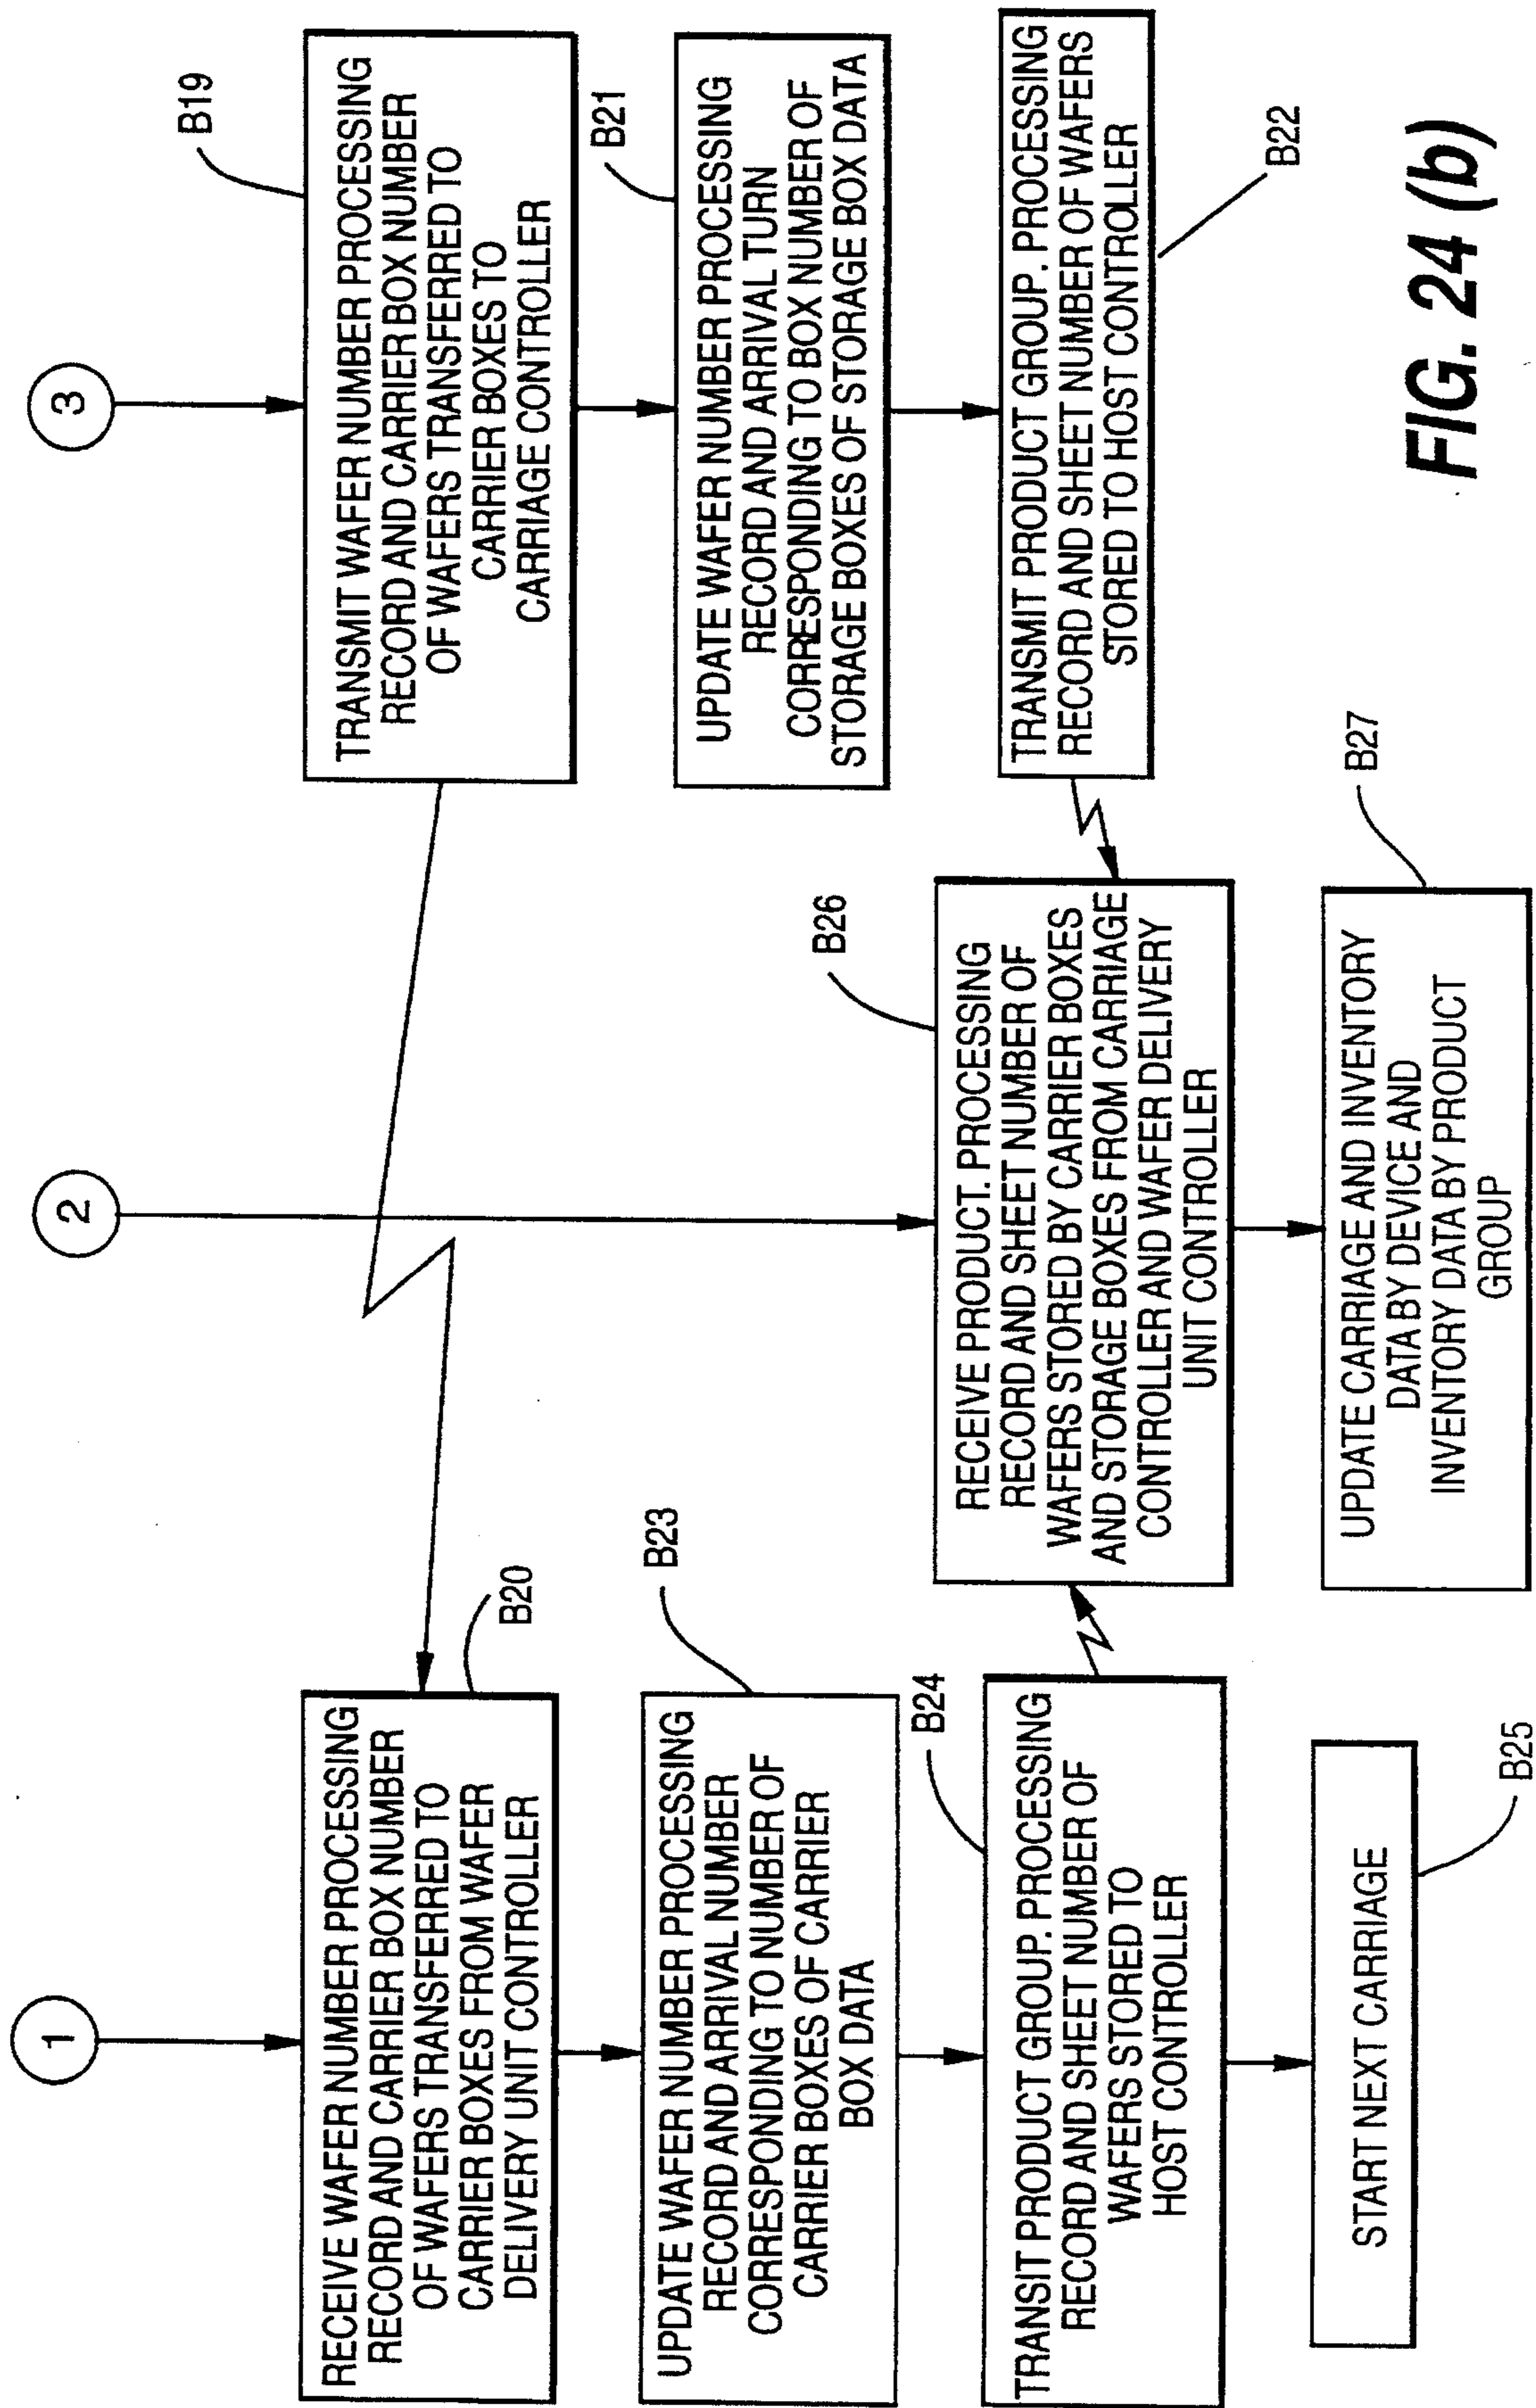 1
RECEIVE WAFER NUMBER PROCESSING
RECORD AND CARRIER BOX NUMBER
OF WAFERS TRANSFERRED TO
CARRIER BOXES FROM WAFER
DELIVERY UNIT CONTROLLER
B20
UPDATE WAFER NUMBER PROCESSING
RECORD AND ARRIVAL NUMBER
CORRESPONDING TO NUMBER OF
CARRIER BOXES OF CARRIER
BOX DATA
B23
TRANSIT PRODUCT GROUP. PROCESSING
RECORD AND SHEET NUMBER OF
WAFERS STORED TO
HOST CONTROLLER
B24
START NEXT CARRIAGE
B25
2
RECEIVE PRODUCT. PROCESSING
RECORD AND SHEET NUMBER OF
WAFERS STORED BY CARRIER BOXES
AND STORAGE BOXES FROM CARRIAGE
CONTROLLER AND WAFER DELIVERY
UNIT CONTROLLER
B26
UPDATE CARRIAGE AND INVENTORY
DATA BY DEVICE AND
INVENTORY DATA BY PRODUCT
GROUP
B27
3
TRANSMIT WAFER NUMBER PROCESSING
RECORD AND CARRIER BOX NUMBER
OF WAFERS TRANSFERRED TO
CARRIER BOXES TO
CARRIAGE CONTROLLER
B19
UPDATE WAFER NUMBER PROCESSING
RECORD AND ARRIVAL TURN
CORRESPONDING TO BOX NUMBER OF
STORAGE BOXES OF STORAGE BOX DATA
B21
TRANSMIT PRODUCT GROUP. PROCESSING
RECORD AND SHEET NUMBER OF WAFERS
STORED TO HOST CONTROLLER
B22
FIG. 24 (b)